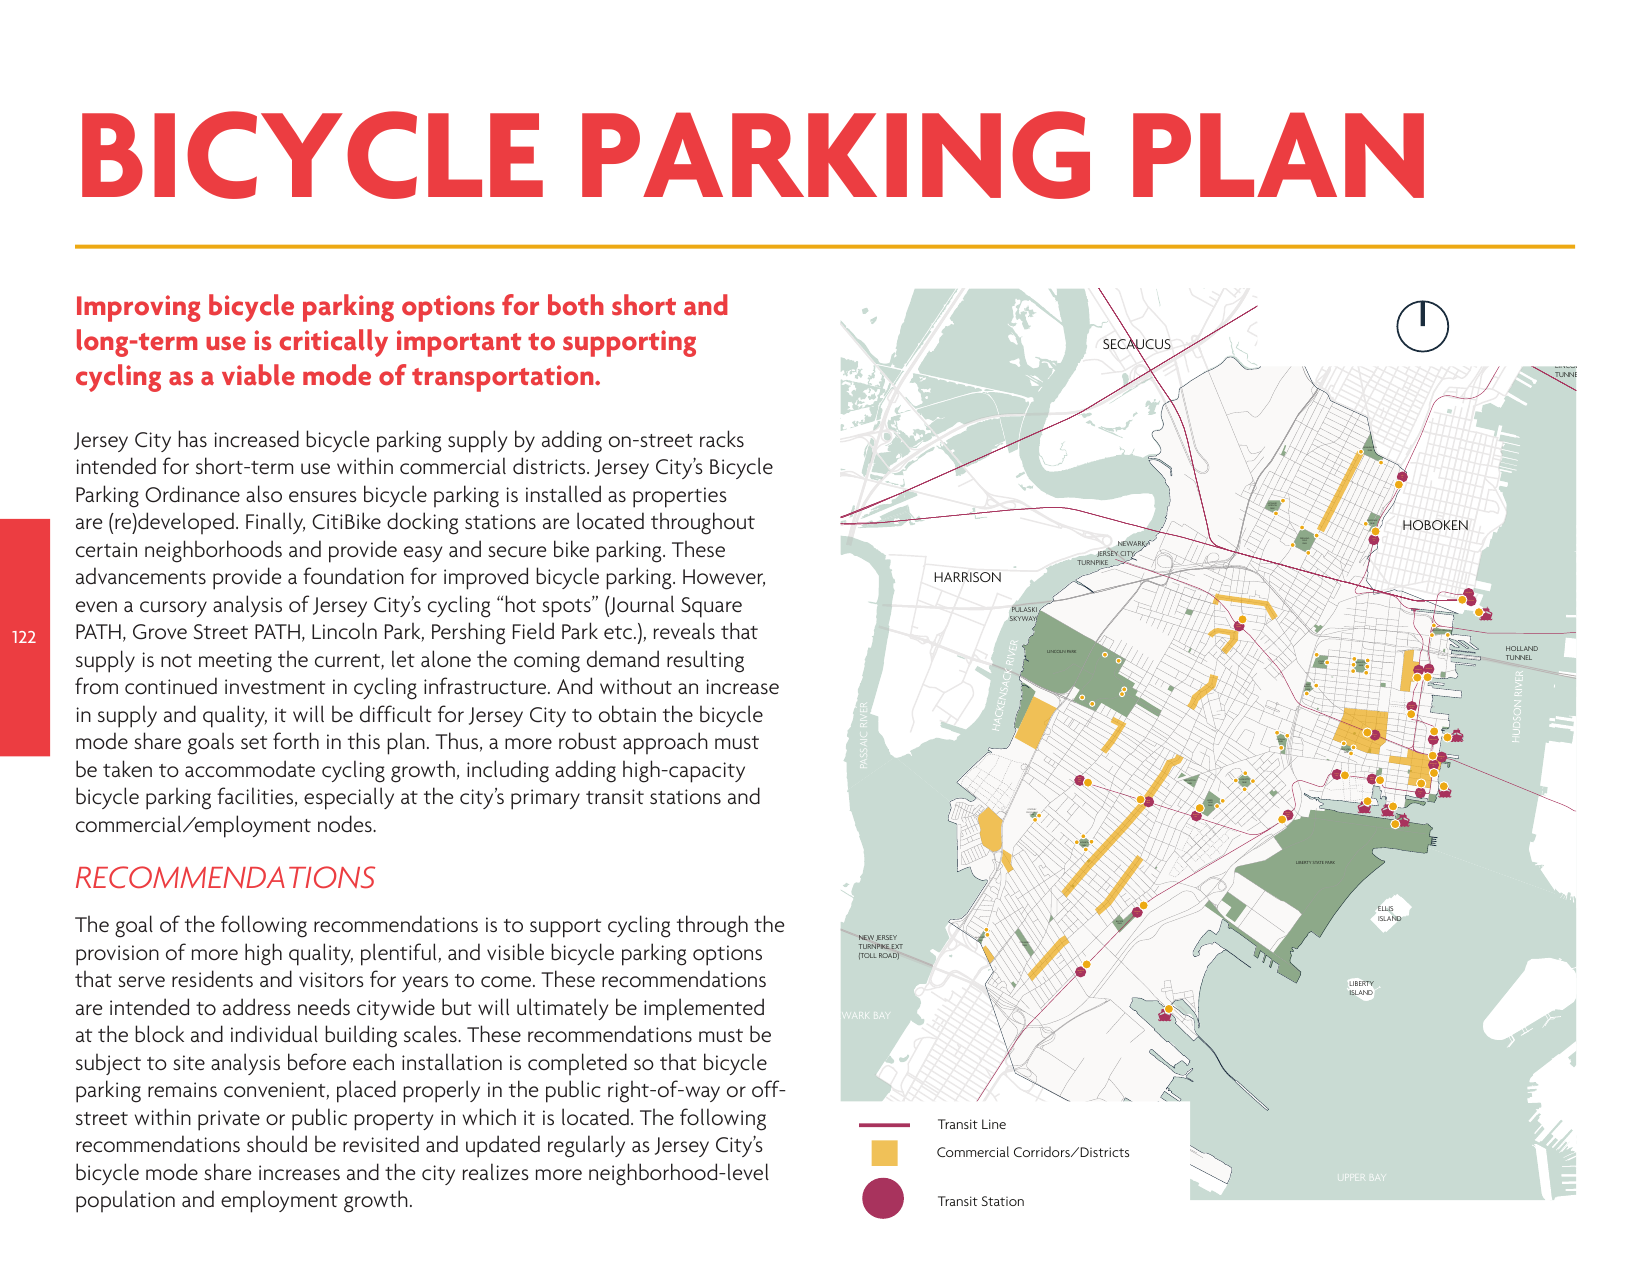 BICYCLE PARKING PLAN
Improving bicycle parking options for both short and
long-term use is critically important to supporting
cycling as a viable mode of transportation.
Jersey City has increased bicycle parking supply by adding on-street racks
intended for short-term use within commercial districts. Jersey City’s Bicycle
Parking Ordinance also ensures bicycle parking is installed as properties
are (re)developed. Finally, CitiBike docking stations are located throughout
certain neighborhoods and provide easy and secure bike parking. These
advancements provide a foundation for improved bicycle parking. However,
even a cursory analysis of Jersey City’s cycling “hot spots” (Journal Square
PATH, Grove Street PATH, Lincoln Park, Pershing Field Park etc.), reveals that
supply is not meeting the current, let alone the coming demand resulting
from continued investment in cycling infrastructure. And without an increase
in supply and quality, it will be difficult for Jersey City to obtain the bicycle
mode share goals set forth in this plan. Thus, a more robust approach must
be taken to accommodate cycling growth, including adding high-capacity
bicycle parking facilities, especially at the city’s primary transit stations and
commercial/employment nodes.
RECOMMENDATIONS
The goal of the following recommendations is to support cycling through the
provision of more high quality, plentiful, and visible bicycle parking options
that serve residents and visitors for years to come. These recommendations
are intended to address needs citywide but will ultimately be implemented
at the block and individual building scales. These recommendations must be
subject to site analysis before each installation is completed so that bicycle
parking remains convenient, placed properly in the public right-of-way or off-
street within private or public property in which it is located. The following
recommendations should be revisited and updated regularly as Jersey City’s
bicycle mode share increases and the city realizes more neighborhood-level
population and employment growth.
122
SECAUCUS
HOBOKEN
NEWARK-
JERSEY CITY
TURNPIKE
HARRISON
PULASKI
SKYWAY
LINCOLN PARK
HACKENSACK RIVER
PASSAIC RIVER
HOLLAND
TUNNEL
HUDSON RIVER
LIBERTY STATE PARK
ELLIS
ISLAND
NEW JERSEY
TURNPIKE EXT
(TOLL ROAD)
LIBERTY
ISLAND
WARK BAY
UPPER BAY
Transit Line
Commercial Corridors/Districts
Transit Station